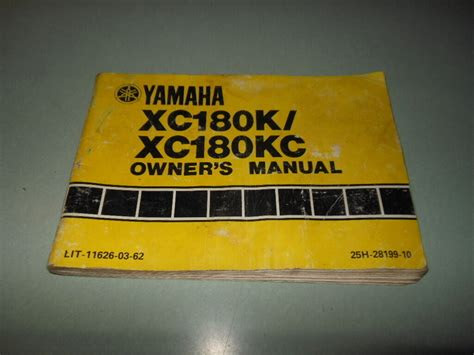 YAMAHA
XC180K/
XC180KC
OWNER'S MANUAL
LIT-11626-03-62 25H-28199-10